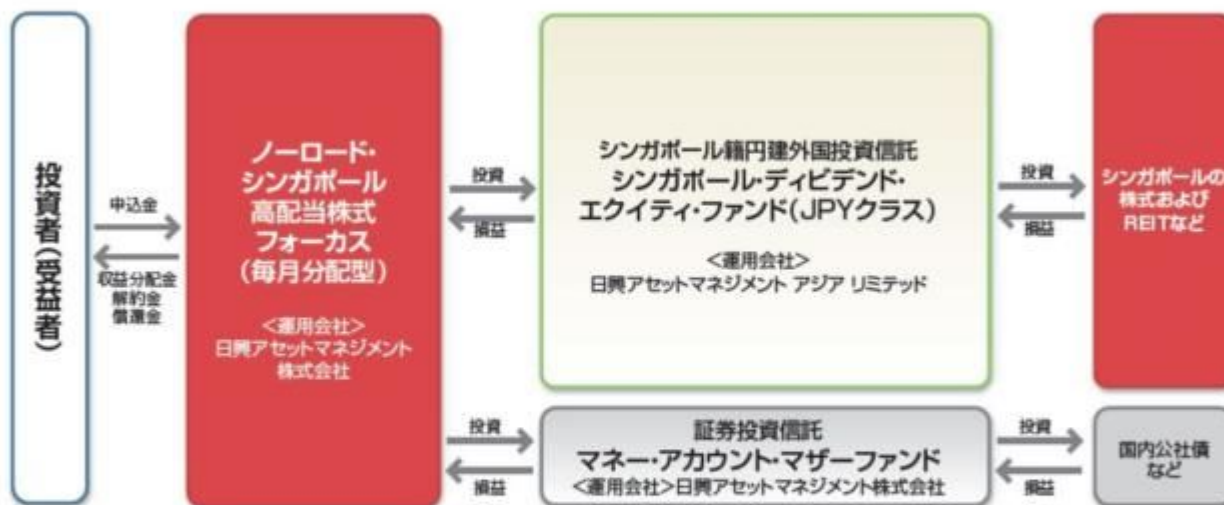 投資者(受益者)
申込金
収益分配金
解約金
償還金
ノーロード・
シンガポール
高配当株式
フォーカス
(毎月分配型)
<運用会社>
日興アセットマネジメント
株式会社
投資
損益
シンガポール籍円建外国投資信託
シンガポール・ディビデンド・
エクイティ・ファンド(JPYクラス)
<運用会社>
日興アセットマネジメント アジア リミテッド
投資
損益
シンガポールの
株式および
REITなど
投資
損益
証券投資信託
マネー・アカウント・マザーファンド
<運用会社>日興アセットマネジメント株式会社
投資
損益
国内公社債
など